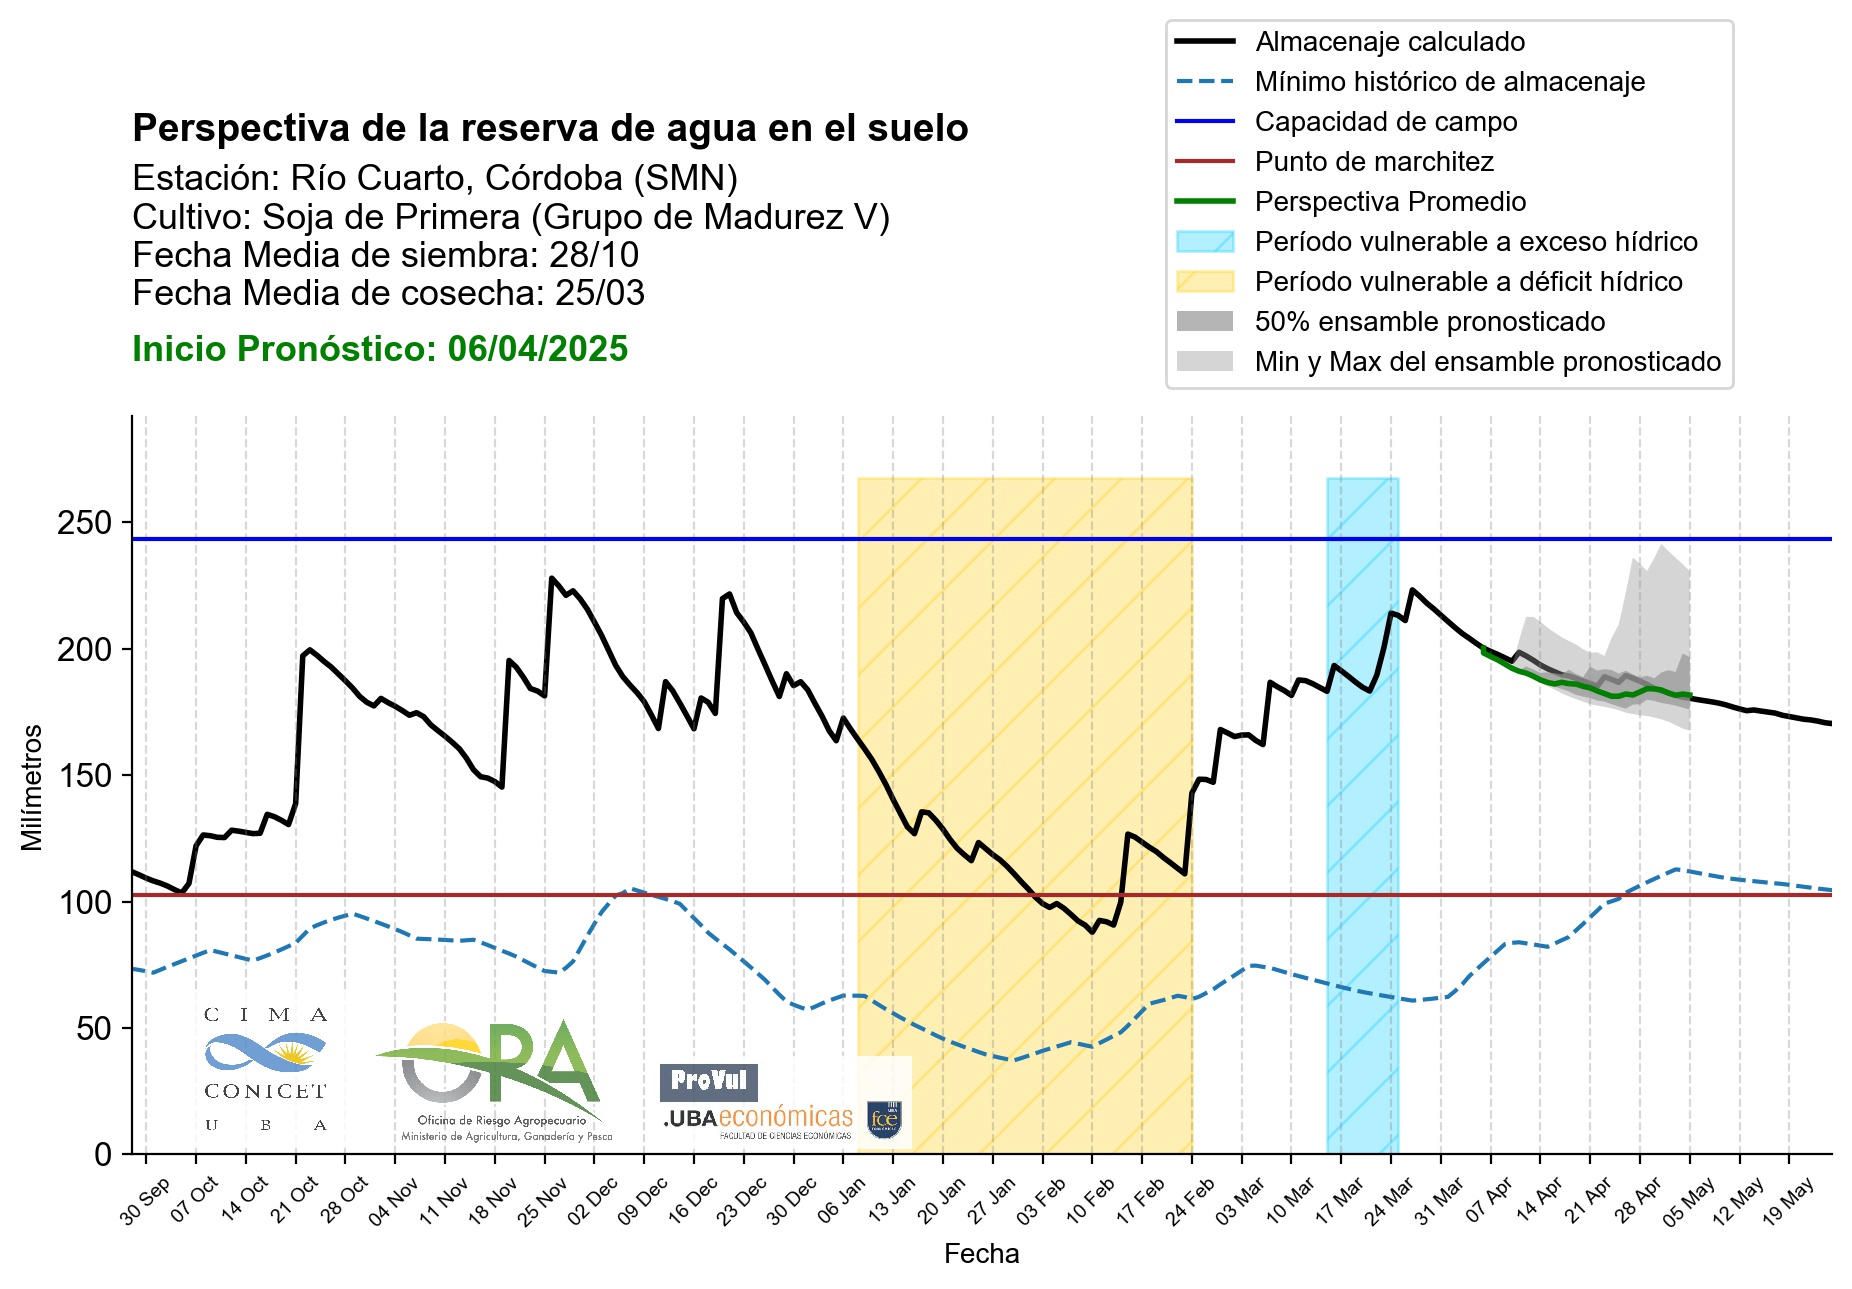 Almacenaje calculado
Mínimo histórico de almacenaje
Capacidad de campo
Punto de marchitez
Perspectiva Promedio
Período vulnerable a exceso hídrico
Período vulnerable a déficit hídrico
50% ensamble pronosticado
Min y Max del ensamble pronosticado
Perspectiva de la reserva de agua en el suelo
Estación: Río Cuarto, Córdoba (SMN)
Cultivo: Soja de Primera (Grupo de Madurez V)
Fecha Media de siembra: 28/10
Fecha Media de cosecha: 25/03
Inicio Pronóstico: 06/04/2025
Milímetros
250
200
150
100
50
0
CIMA
CONICET
UBA
ORA
Oficina de Riesgo Agropecuario
Ministerio de Agricultura, Ganadería y Pesca
ProVul
.UBAeconómicas
FACULTAD DE CIENCIAS ECONÓMICAS
UBA
fce
ECONÓMICAS
30 Sep
07 Oct
14 Oct
21 Oct
28 Oct
04 Nov
11 Nov
18 Nov
25 Nov
02 Dec
09 Dec
16 Dec
23 Dec
30 Dec
06 Jan
13 Jan
20 Jan
27 Jan
03 Feb
10 Feb
17 Feb
24 Feb
03 Mar
10 Mar
17 Mar
24 Mar
31 Mar
07 Apr
14 Apr
21 Apr
28 Apr
05 May
12 May
19 May
Fecha